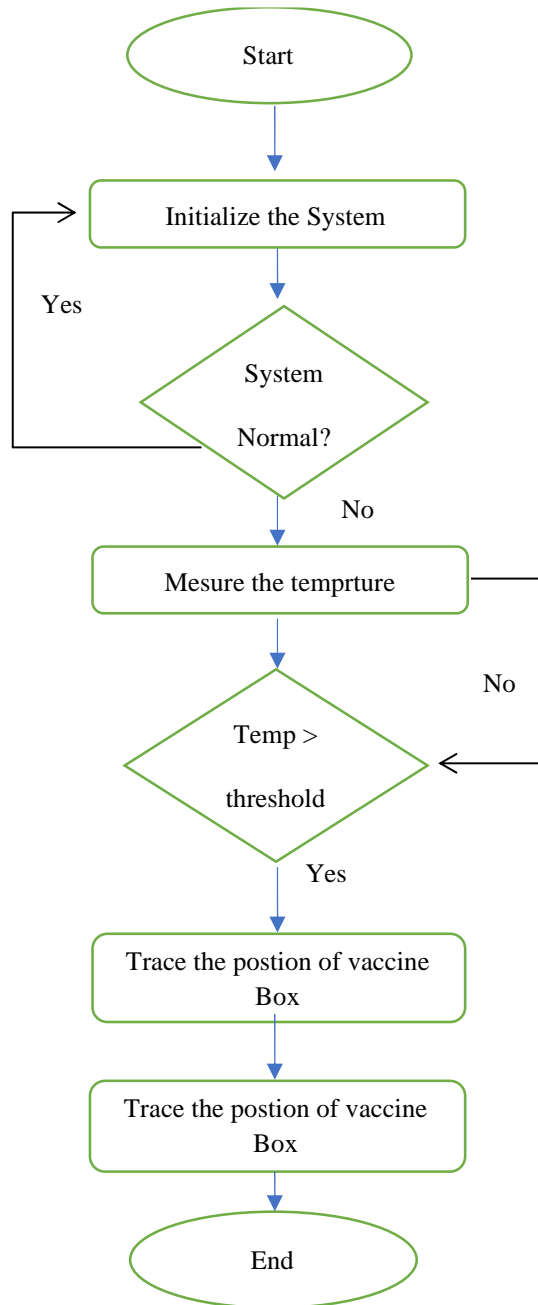 Start
Initialize the System
Yes
System
Normal?
No
Mesure the temprture
No
Temp >
threshold
Yes
Trace the postion of vaccine
Box
Trace the postion of vaccine
Box
End